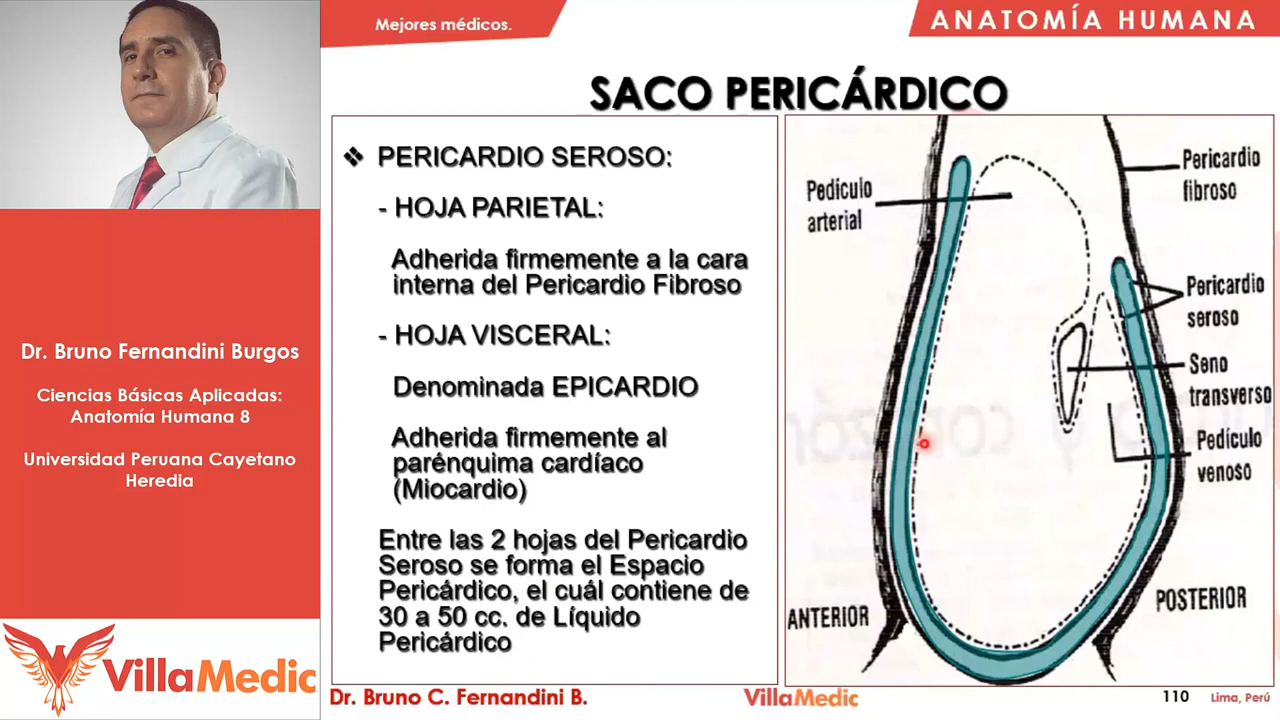 Mejores médicos.
ANATOMÍA HUMANA
SACO PERICÁRDICO
❖ PERICARDIO SEROSO:
- HOJA PARIETAL:
Adherida firmemente a la cara
interna del Pericardio Fibroso
- HOJA VISCERAL:
Denominada EPICARDIO
Adherida firmemente al
parénquima cardíaco
(Miocardio)
Entre las 2 hojas del Pericardio
Seroso se forma el Espacio
Pericárdico, el cuál contiene de
30 a 50 cc. de Líquido
Pericárdico
Pedículo
arterial
Pericardio
fibroso
Pericardio
seroso
Seno
transverso
Pedículo
venoso
ANTERIOR
POSTERIOR
Dr. Bruno Fernandini Burgos
Ciencias Básicas Aplicadas:
Anatomía Humana 8
Universidad Peruana Cayetano
Heredia
VillaMedic
Dr. Bruno C. Fernandini B.
VillaMedic
110
Lima, Perú